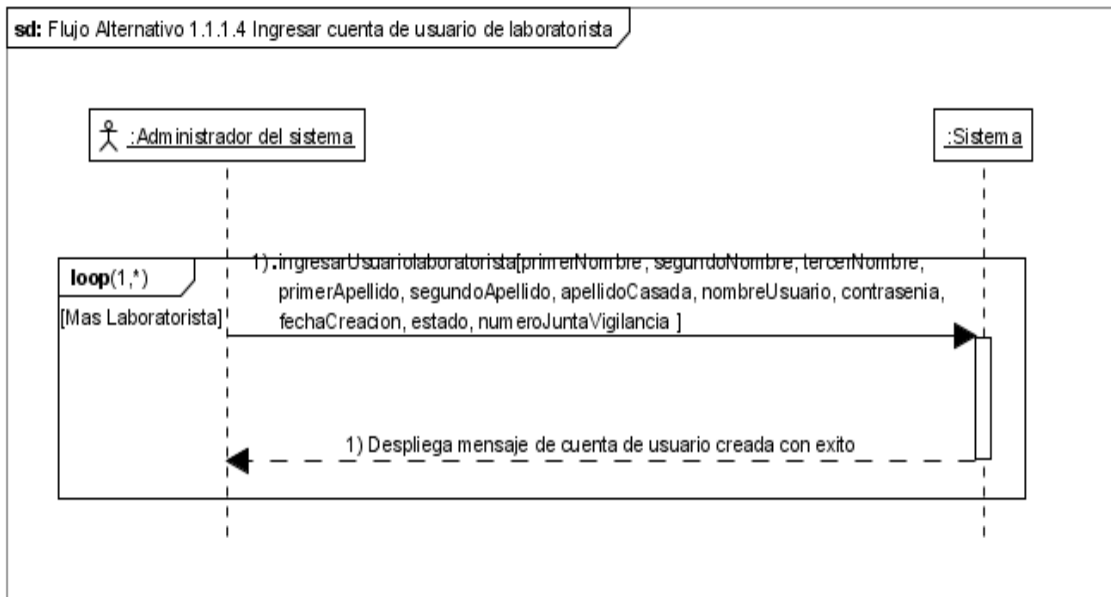 sd: Flujo Alternativo 1.1.1.4 Ingresar cuenta de usuario de laboratorista
:Administrador del sistema
:Sistema
loop(1,*)
[Mas Laboratorista]
1).ingresarUsuariolaboratorista[primerNombre, segundoNombre, tercerNombre,
primerApellido, segundoApellido, apellidoCasada, nombreUsuario, contrasenia,
fechaCreacion, estado, numeroJuntaVigilancia ]
1) Despliega mensaje de cuenta de usuario creada con exito